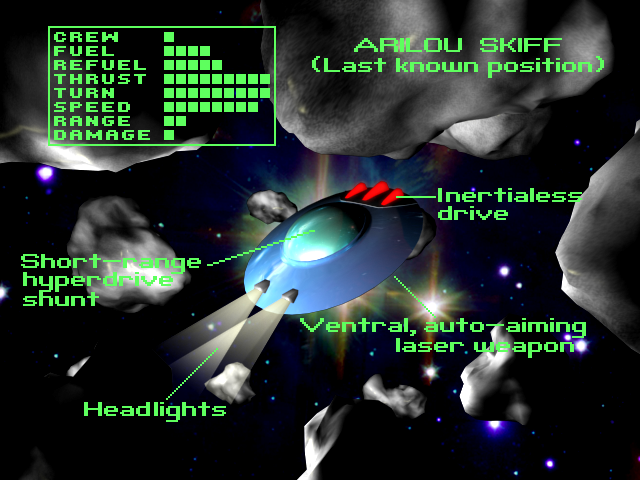 CREW
FUEL
REFUEL
THRUST
TURN
SPEED
RANGE
DAMAGE
ARILOU SKIFF
(Last known position)
Inertialess
drive
Short-range
hyperdrive
shunt
Ventral, auto-aiming
laser weapon
Headlights